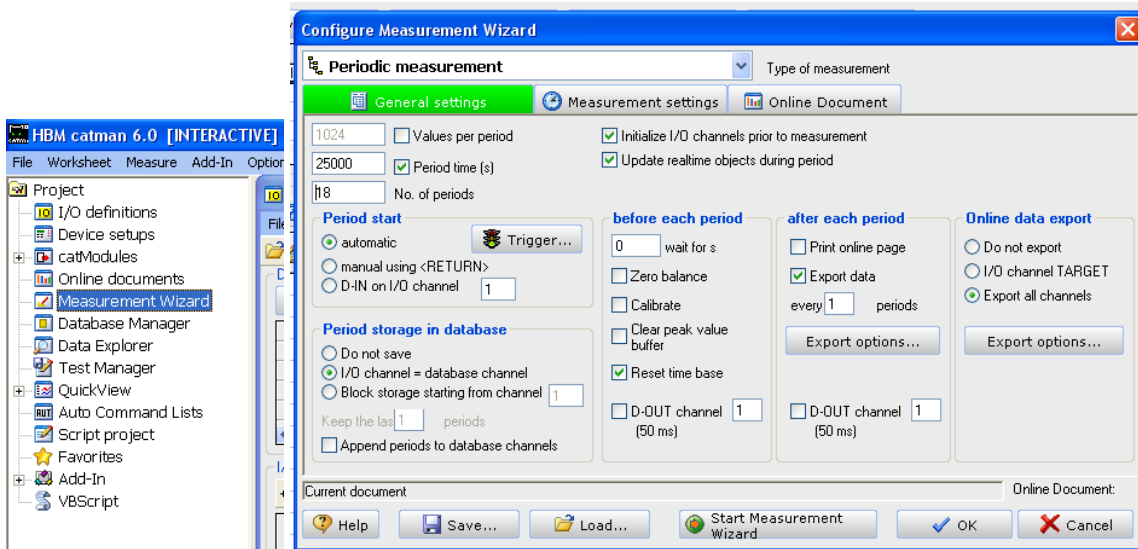 HBM catman 6.0 [INTERACTIVE]
File Worksheet Measure Add-In Option
Project
I/O definitions
Device setups
catModules
Online documents
Measurement Wizard
Database Manager
Data Explorer
Test Manager
QuickView
Auto Command Lists
Script project
Favorites
Add-In
VBScript
Configure Measurement Wizard
Periodic measurement
Type of measurement
General settings
Measurement settings
Online Document
1024 Values per period
25000 Period time (s)
18 No. of periods
Initialize I/O channels prior to measurement
Update realtime objects during period
Period start
automatic
Trigger...
manual using <RETURN>
D-IN on I/O channel 1
Period storage in database
Do not save
I/O channel = database channel
Block storage starting from channel 1
Keep the las 1 periods
Append periods to database channels
before each period
0 wait for s
Zero balance
Calibrate
Clear peak value
buffer
Reset time base
D-OUT channel 1
(50 ms)
after each period
Print online page
Export data
every 1 periods
Export options...
D-OUT channel 1
(50 ms)
Online data export
Do not export
I/O channel TARGET
Export all channels
Export options...
Current document
Online Document:
Help
Save...
Load...
Start Measurement
Wizard
OK
Cancel